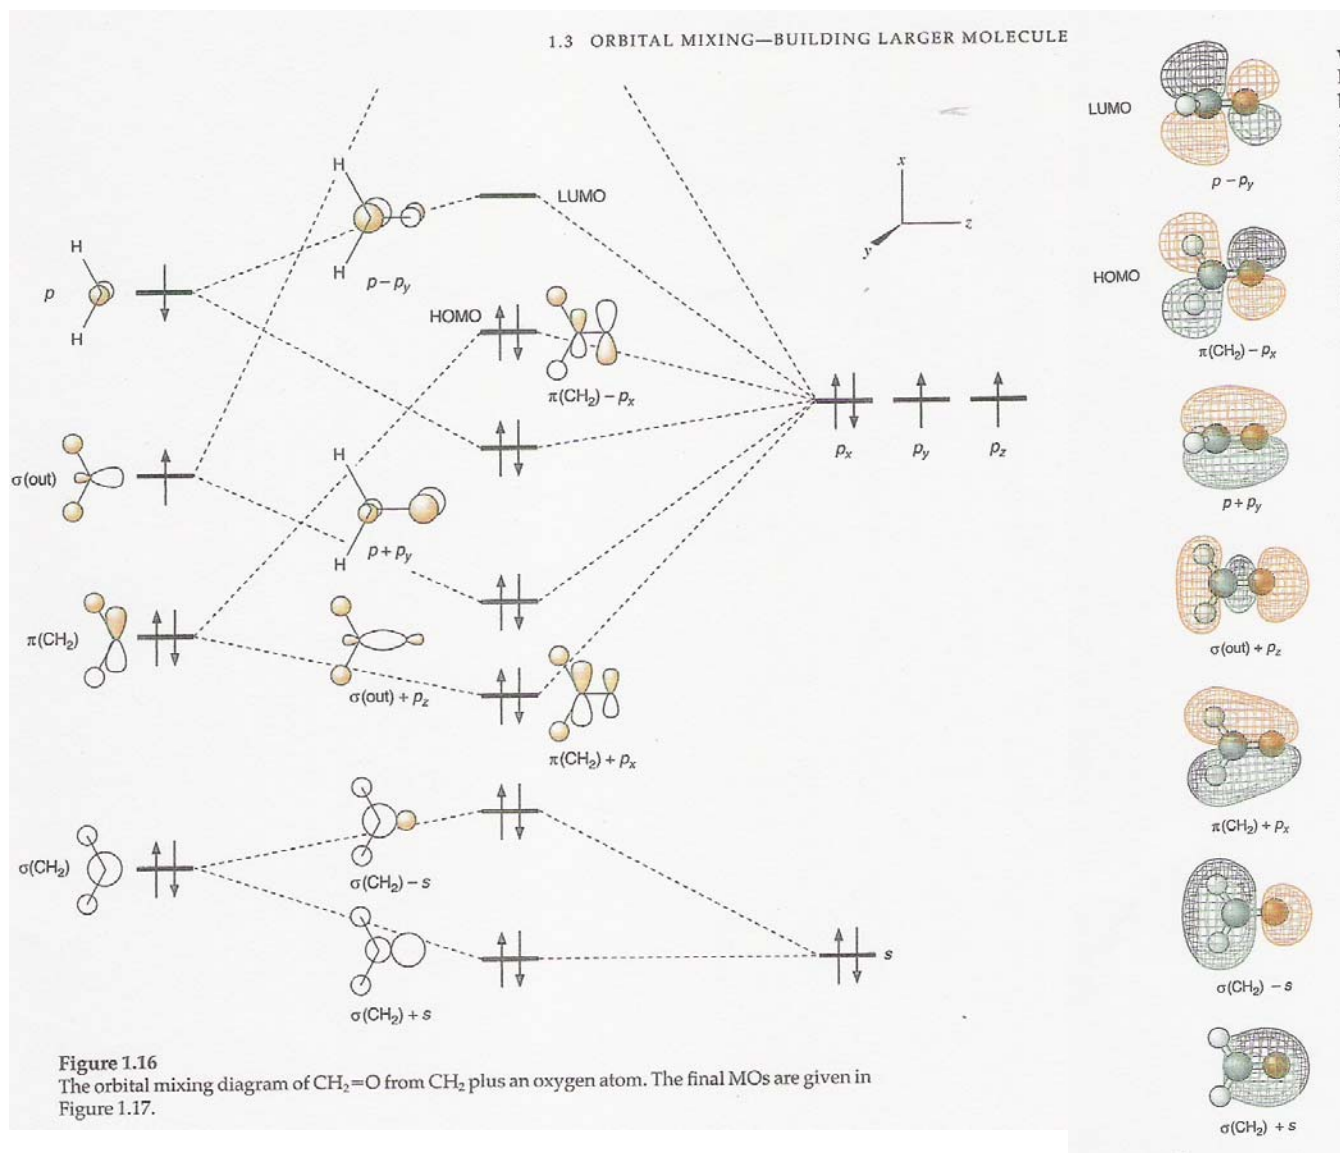 1.3 ORBITAL MIXING—BUILDING LARGER MOLECULE
H
H
p
H
H
p – py
LUMO
HOMO
π(CH₂) – px
x
z
y
px
py
pz
σ(out)
H
H
p + py
π(CH₂)
σ(out) + pz
π(CH₂) + px
σ(CH₂)
σ(CH₂) – s
σ(CH₂) + s
s
Figure 1.16
The orbital mixing diagram of CH₂=O from CH₂ plus an oxygen atom. The final MOs are given in
Figure 1.17.
LUMO
p – py
HOMO
π(CH₂) – px
p + py
σ(out) + pz
π(CH₂) + px
σ(CH₂) – s
σ(CH₂) + s